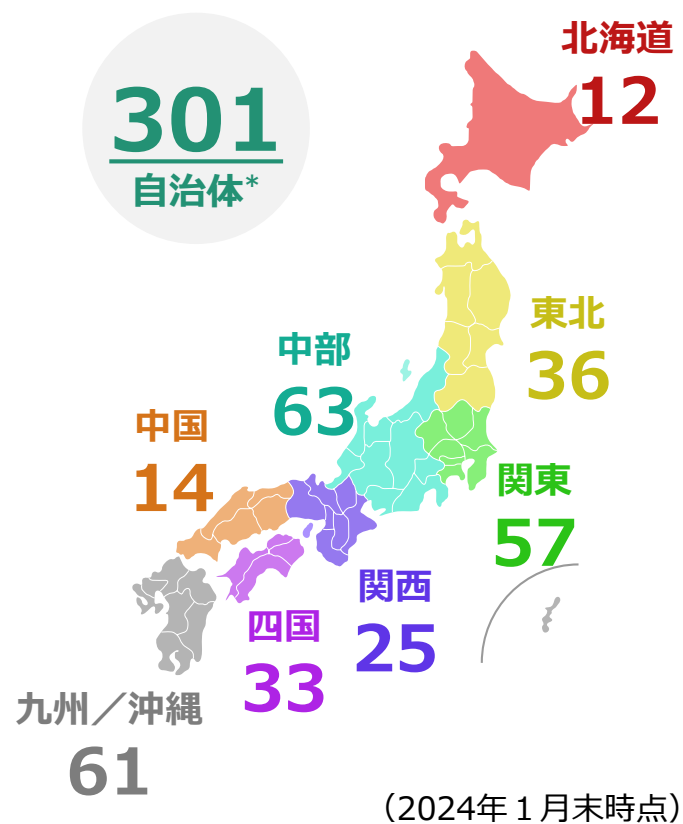 301
自治体*
北海道
12
東北
36
中部
63
中国
14
関東
57
関西
25
四国
33
九州／沖縄
61
（2024年１月末時点）